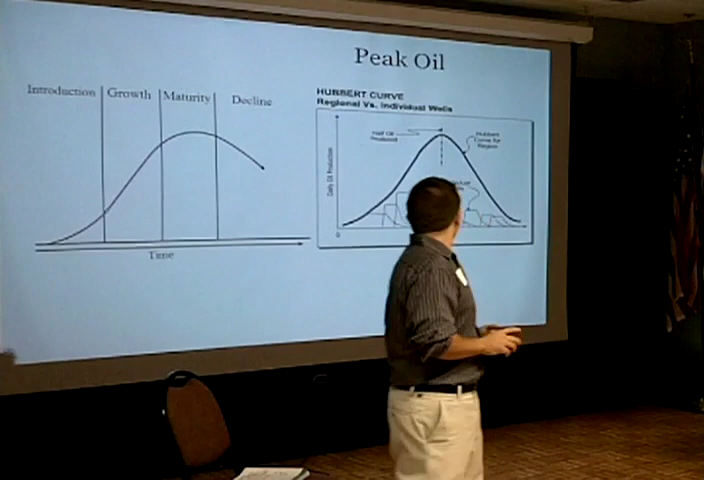 Peak Oil
Introduction
Growth
Maturity
Decline
Time
HUBBERT CURVE
Regional Vs. Individual Wells
Daily Oil Production
Half Oil
Produced
Hubbert
Curve for
Region
0